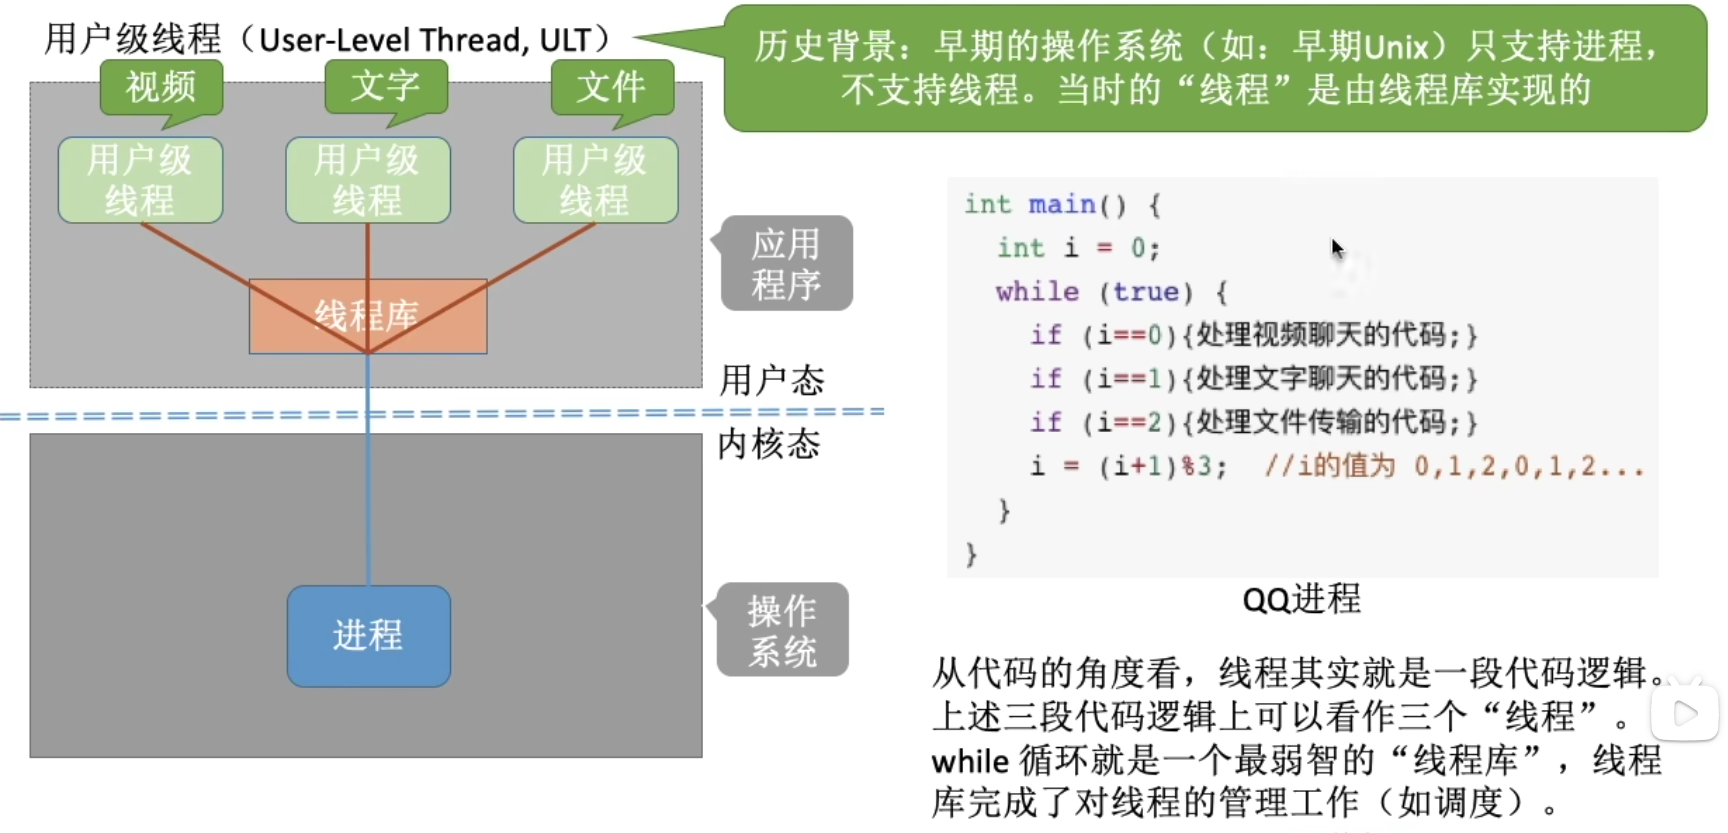 用户级线程（User-Level Thread, ULT）
历史背景：早期的操作系统（如：早期Unix）只支持进程，
不支持线程。当时的“线程”是由线程库实现的
视频
文字
文件
用户级
线程
用户级
线程
用户级
线程
线程库
应用
程序
用户态
内核态
进程
操作
系统
int main() {
int i = 0;
while (true) {
if (i==0){处理视频聊天的代码;}
if (i==1){处理文字聊天的代码;}
if (i==2){处理文件传输的代码;}
i = (i+1)%3; //i的值为 0,1,2,0,1,2...
}
}
QQ进程
从代码的角度看，线程其实就是一段代码逻辑。
上述三段代码逻辑上可以看作三个“线程”。
while 循环就是一个最弱智的“线程库”，线程
库完成了对线程的管理工作（如调度）。